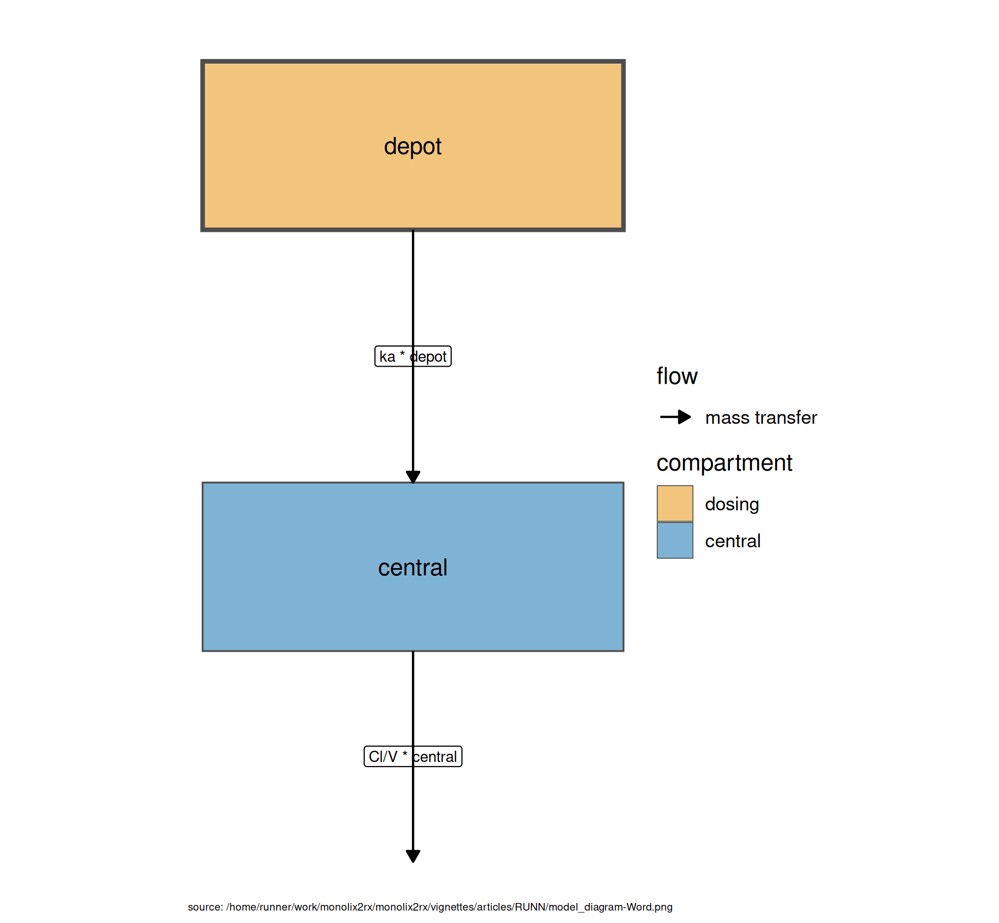 depot
ka * depot
flow
mass transfer
compartment
dosing
central
central
Cl/V * central
source: /home/runner/work/monolix2rx/monolix2rx/vignettes/articles/RUNN/model_diagram-Word.png